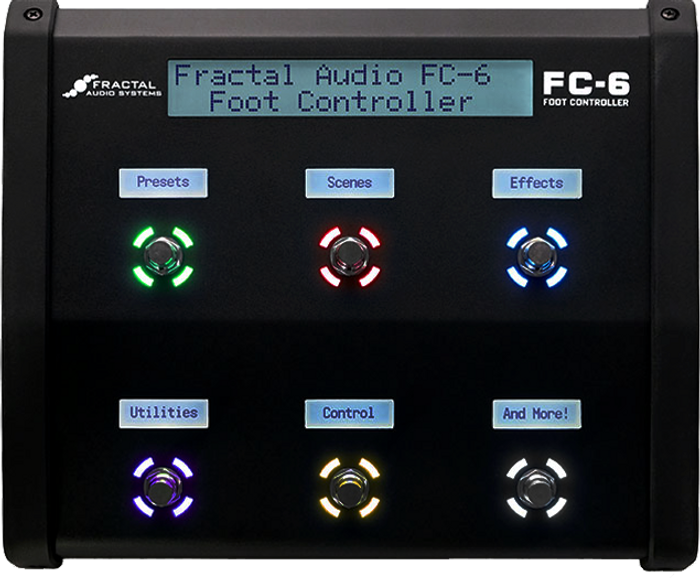 FRACTAL
AUDIO SYSTEMS
Fractal Audio FC-6
Foot Controller
FC-6
FOOT CONTROLLER
Presets
Scenes
Effects
Utilities
Control
And More!